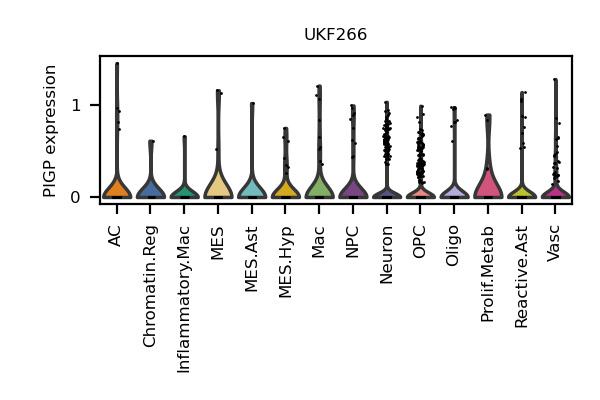 UKF266
PIGP expression
1
0
AC
Chromatin.Reg
Inflammatory.Mac
MES
MES.Ast
MES.Hyp
Mac
NPC
Neuron
OPC
Oligo
Prolif.Metab
Reactive.Ast
Vasc